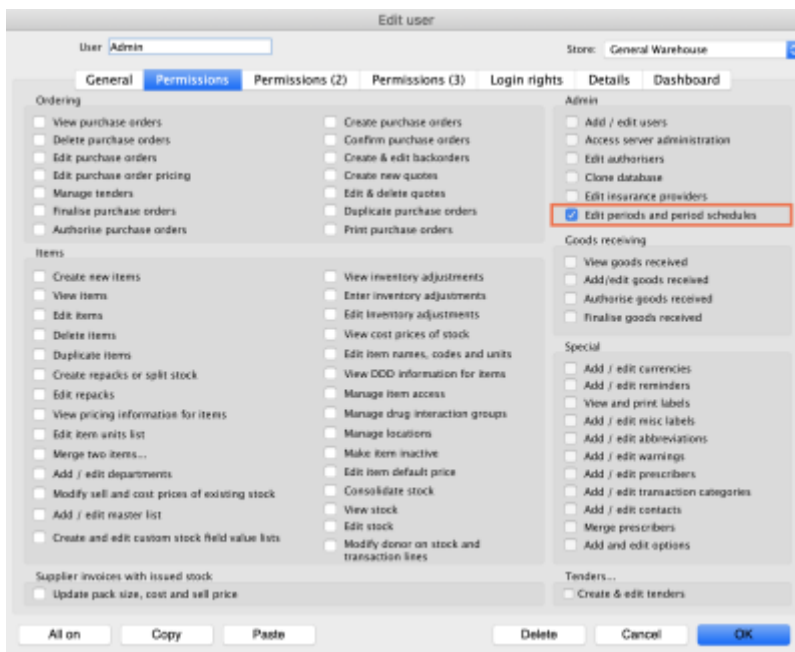 Edit user
User Admin
Store: General Warehouse
General Permissions Permissions (2) Permissions (3) Login rights Details Dashboard
Ordering
View purchase orders
Delete purchase orders
Edit purchase orders
Edit purchase order pricing
Manage tenders
Finalise purchase orders
Authorise purchase orders
Create purchase orders
Confirm purchase orders
Create & edit backorders
Create new quotes
Edit & delete quotes
Duplicate purchase orders
Print purchase orders
Admin
Add / edit users
Access server administration
Edit authorisers
Clone database
Edit insurance providers
Edit periods and period schedules
Goods receiving
View goods received
Add/edit goods received
Authorise goods received
Finalise goods received
Items
Create new items
View items
Edit items
Delete items
Duplicate items
Create repacks or split stock
Edit repacks
View pricing information for items
Edit item units list
Merge two items...
Add / edit departments
Modify sell and cost prices of existing stock
Add / edit master list
Create and edit custom stock field value lists
View inventory adjustments
Enter inventory adjustments
Edit inventory adjustments
View cost prices of stock
Edit item names, codes and units
View DDD information for items
Manage item access
Manage drug interaction groups
Manage locations
Make item inactive
Edit item default price
Consolidate stock
View stock
Edit stock
Modify donor on stock and
transaction lines
Special
Add / edit currencies
Add / edit reminders
View and print labels
Add / edit misc labels
Add / edit abbreviations
Add / edit warnings
Add / edit prescribers
Add / edit transaction categories
Add / edit contacts
Merge prescribers
Add and edit options
Supplier invoices with issued stock
Update pack size, cost and sell price
Tenders...
Create & edit tenders
All on Copy Paste Delete Cancel OK